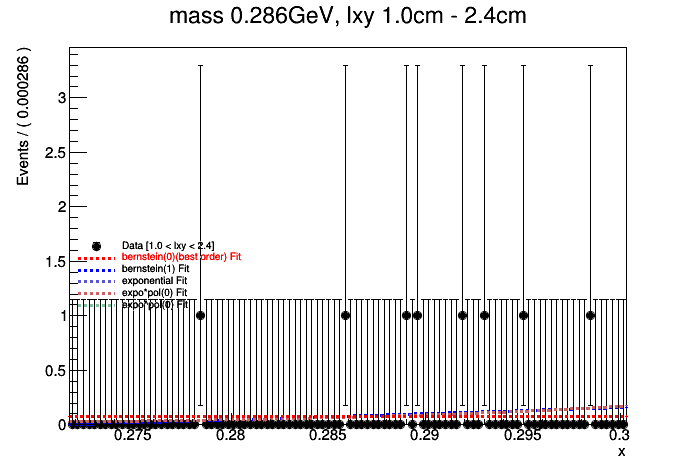 mass 0.286GeV, lxy 1.0cm - 2.4cm
Events / ( 0.000286 )
3
2.5
2
1.5
1
0.5
0
Data [1.0 < lxy < 2.4]
bernstein(0)(best order) Fit
bernstein(1) Fit
exponential Fit
expo*pol(0) Fit
expo*pol(0) Fit
0.275 0.28 0.285 0.29 0.295 0.3
x